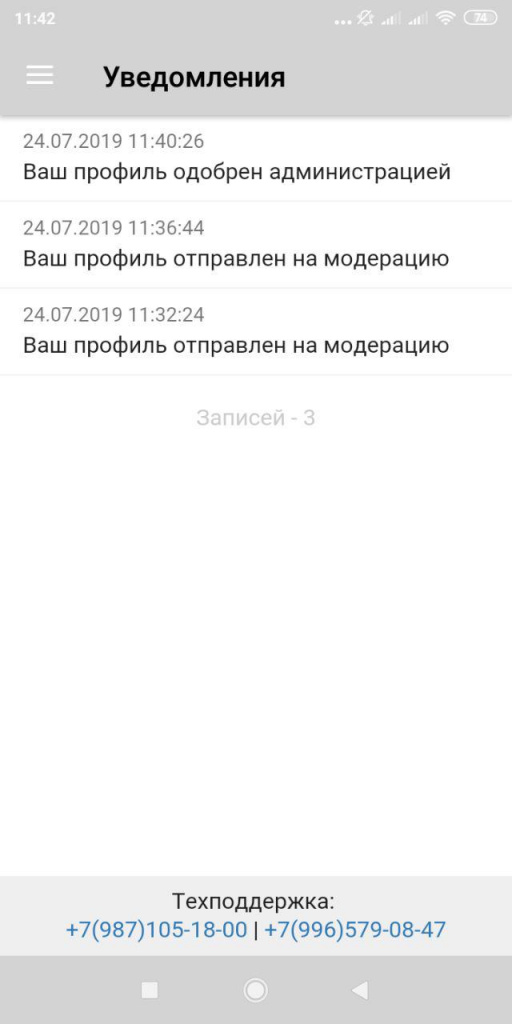 11:42
74
Уведомления
24.07.2019 11:40:26
Ваш профиль одобрен администрацией
24.07.2019 11:36:44
Ваш профиль отправлен на модерацию
24.07.2019 11:32:24
Ваш профиль отправлен на модерацию
Записей - 3
Техподдержка:
+7(987)105-18-00 | +7(996)579-08-47